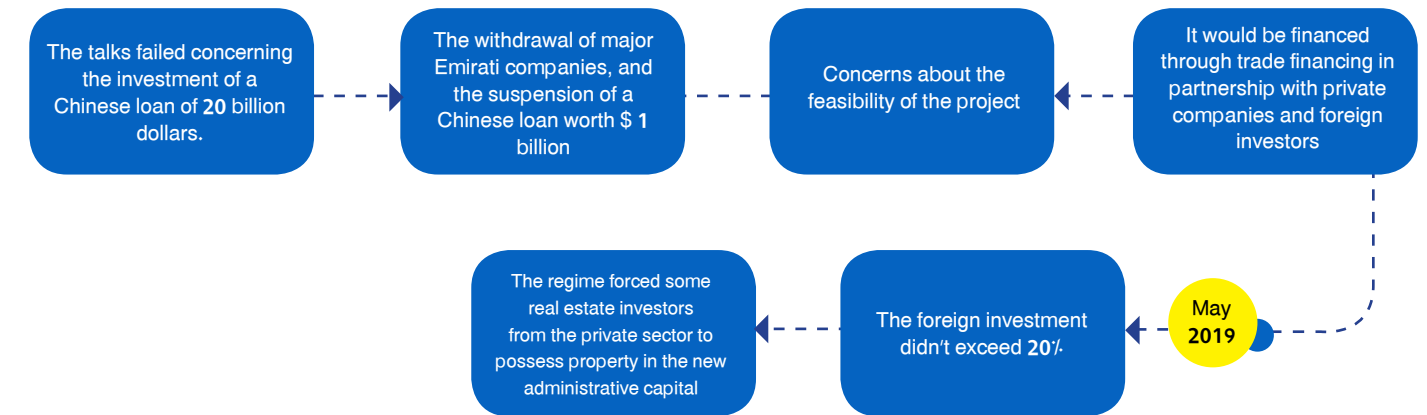 The talks failed concerning
the investment of a
Chinese loan of 20 billion
dollars.
The withdrawal of major
Emirati companies, and
the suspension of a
Chinese loan worth $ 1
billion
Concerns about the
feasibility of the project
It would be financed
through trade financing in
partnership with private
companies and foreign
investors
The regime forced some
real estate investors
from the private sector to
possess property in the new
administrative capital
The foreign investment
didn't exceed 20٪
May
2019